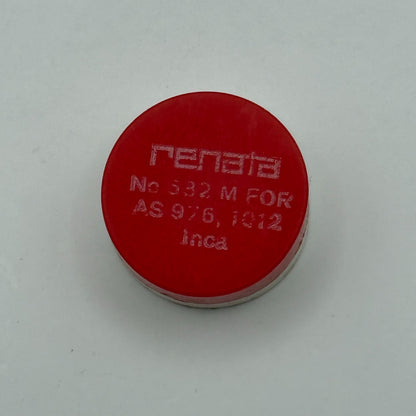 renata
No 532 M FOR
AS 976, 1012
Inca